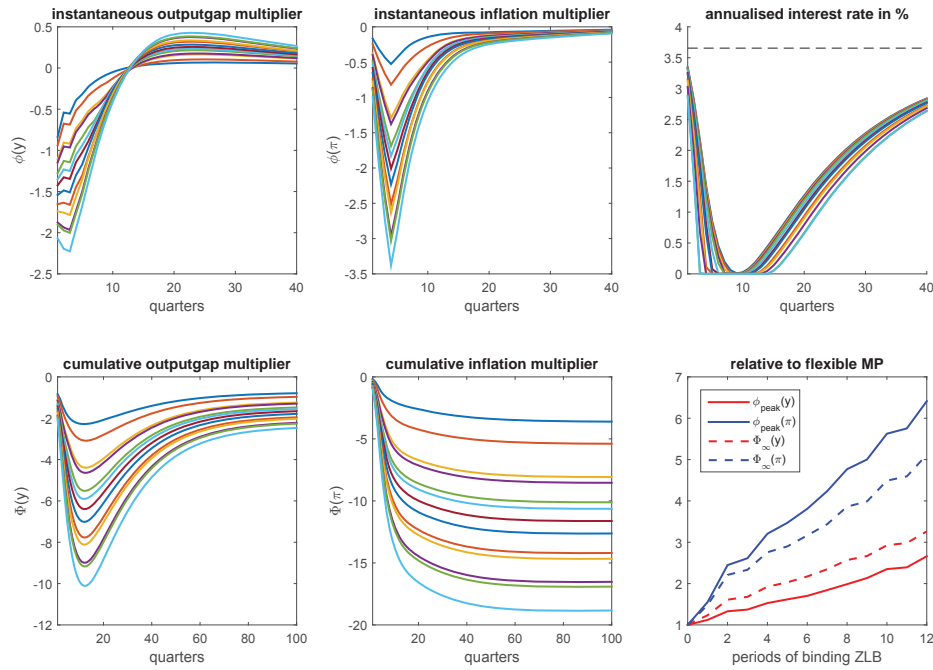 instantaneous outputgap multiplier
0.5
0
-0.5
-1
-1.5
-2
-2.5
ϕ(y)
10 20 30 40
quarters
instantaneous inflation multiplier
0
-0.5
-1
-1.5
-2
-2.5
-3
-3.5
ϕ(π)
10 20 30 40
quarters
annualised interest rate in %
4
3.5
3
2.5
2
1.5
1
0.5
0
10 20 30 40
quarters
cumulative outputgap multiplier
0
-2
-4
-6
-8
-10
-12
Φ(y)
20 40 60 80 100
quarters
cumulative inflation multiplier
0
-5
-10
-15
-20
Φ(π)
20 40 60 80 100
quarters
relative to flexible MP
7
6
5
4
3
2
1
ϕpeak(y)
ϕpeak(π)
Φ∞(y)
Φ∞(π)
0 2 4 6 8 10 12
periods of binding ZLB